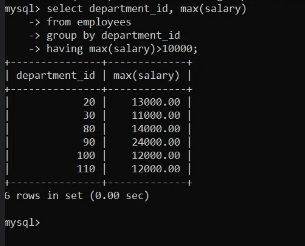 mysql> select department_id, max(salary)
    -> from employees
    -> group by department_id
    -> having max(salary)>10000;
+---------------+-------------+
| department_id | max(salary) |
+---------------+-------------+
|            20 |    13000.00 |
|            30 |    11000.00 |
|            80 |    14000.00 |
|            90 |    24000.00 |
|           100 |    12000.00 |
|           110 |    12000.00 |
+---------------+-------------+
6 rows in set (0.00 sec)
mysql>